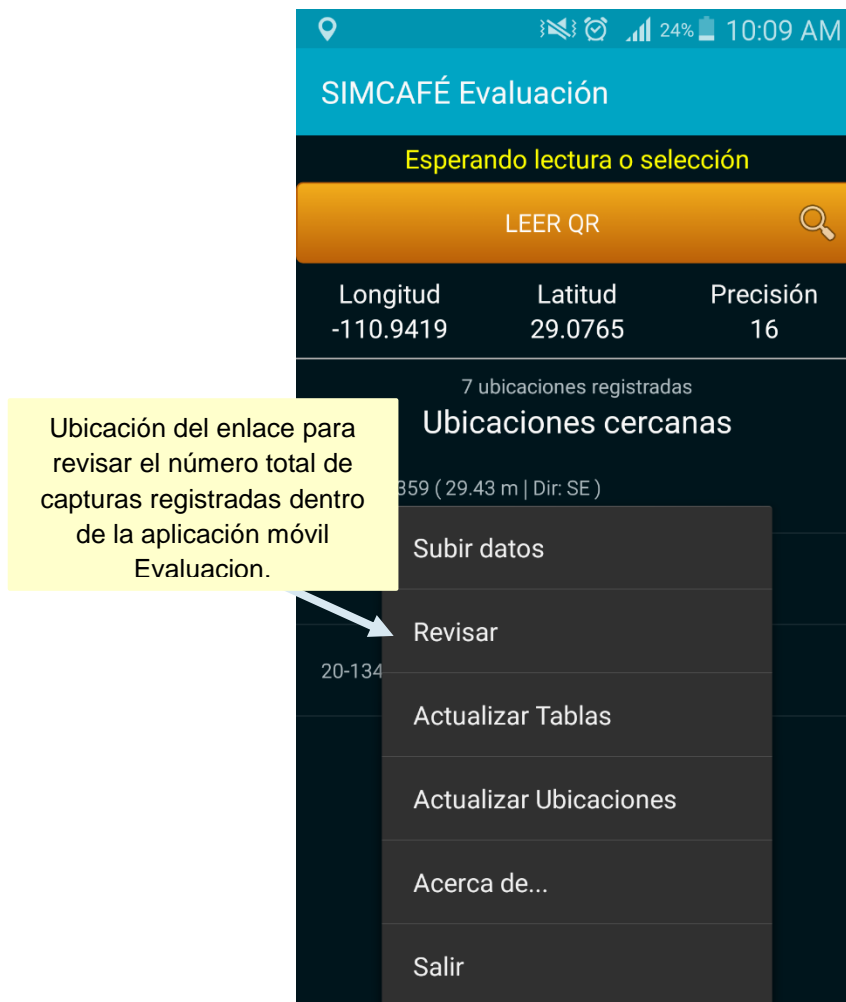 24% 10:09 AM
SIMCAFÉ Evaluación
Esperando lectura o selección
LEER QR
Longitud Latitud Precisión
-110.9419 29.0765 16
7 ubicaciones registradas
Ubicaciones cercanas
Ubicación del enlace para
revisar el número total de
capturas registradas dentro
de la aplicación móvil
Evaluacion.
359 ( 29.43 m | Dir: SE )
Subir datos
Revisar
20-134
Actualizar Tablas
Actualizar Ubicaciones
Acerca de...
Salir